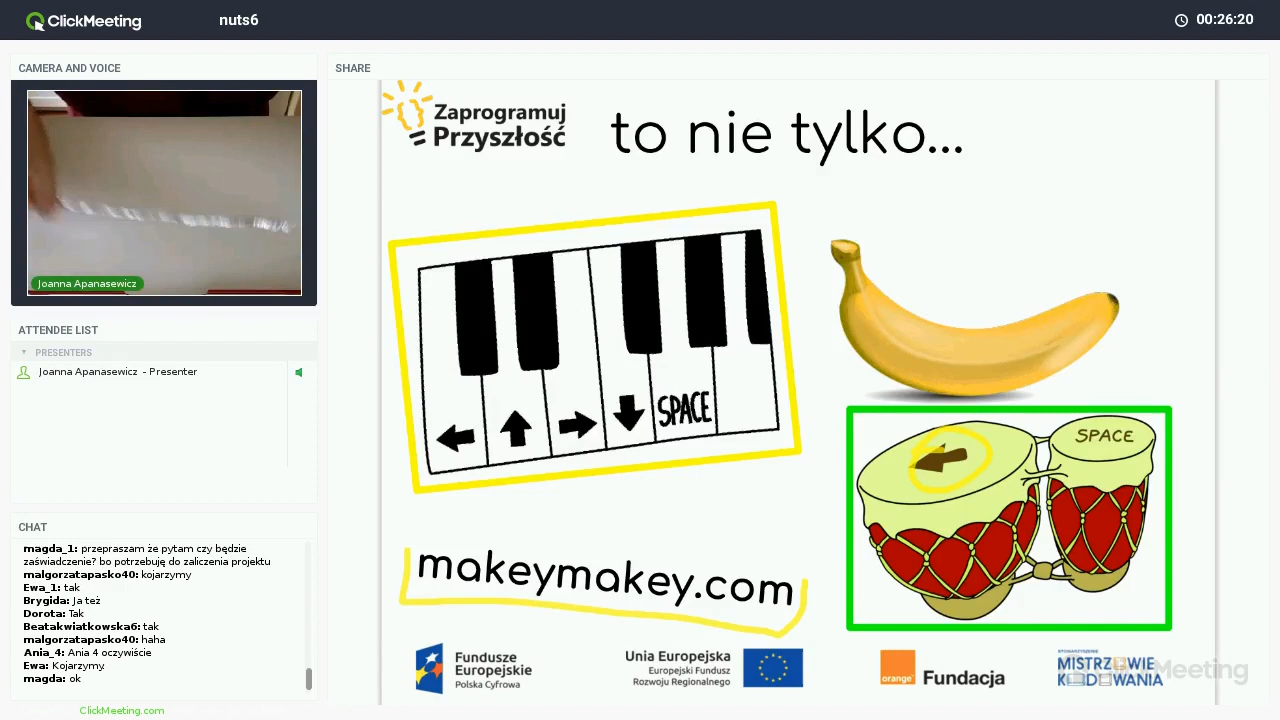 ClickMeeting
nuts6
00:26:20
CAMERA AND VOICE
SHARE
Joanna Apanasewicz
ATTENDEE LIST
PRESENTERS
Joanna Apanasewicz - Presenter
CHAT
magda_1: przepraszam że pytam czy będzie
zaświadczenie? bo potrzebuję do zaliczenia projektu
malgorzatapasko40: kojarzymy
Ewa_1: tak
Brygida: Ja też
Dorota: Tak
Beatakwiatkowska6: tak
malgorzatapasko40: haha
Ania_4: Ania 4 oczywiście
Ewa: Kojarzymy.
magda: ok
ClickMeeting.com
Zaprogramuj
Przyszłość
to nie tylko...
SPACE
SPACE
makeymakey.com
Fundusze
Europejskie
Polska Cyfrowa
Unia Europejska
Europejski Fundusz
Rozwoju Regionalnego
orange
Fundacja
STOWARZYSZENIE
MISTRZOWIE
KODOWANIA
ClickMeeting